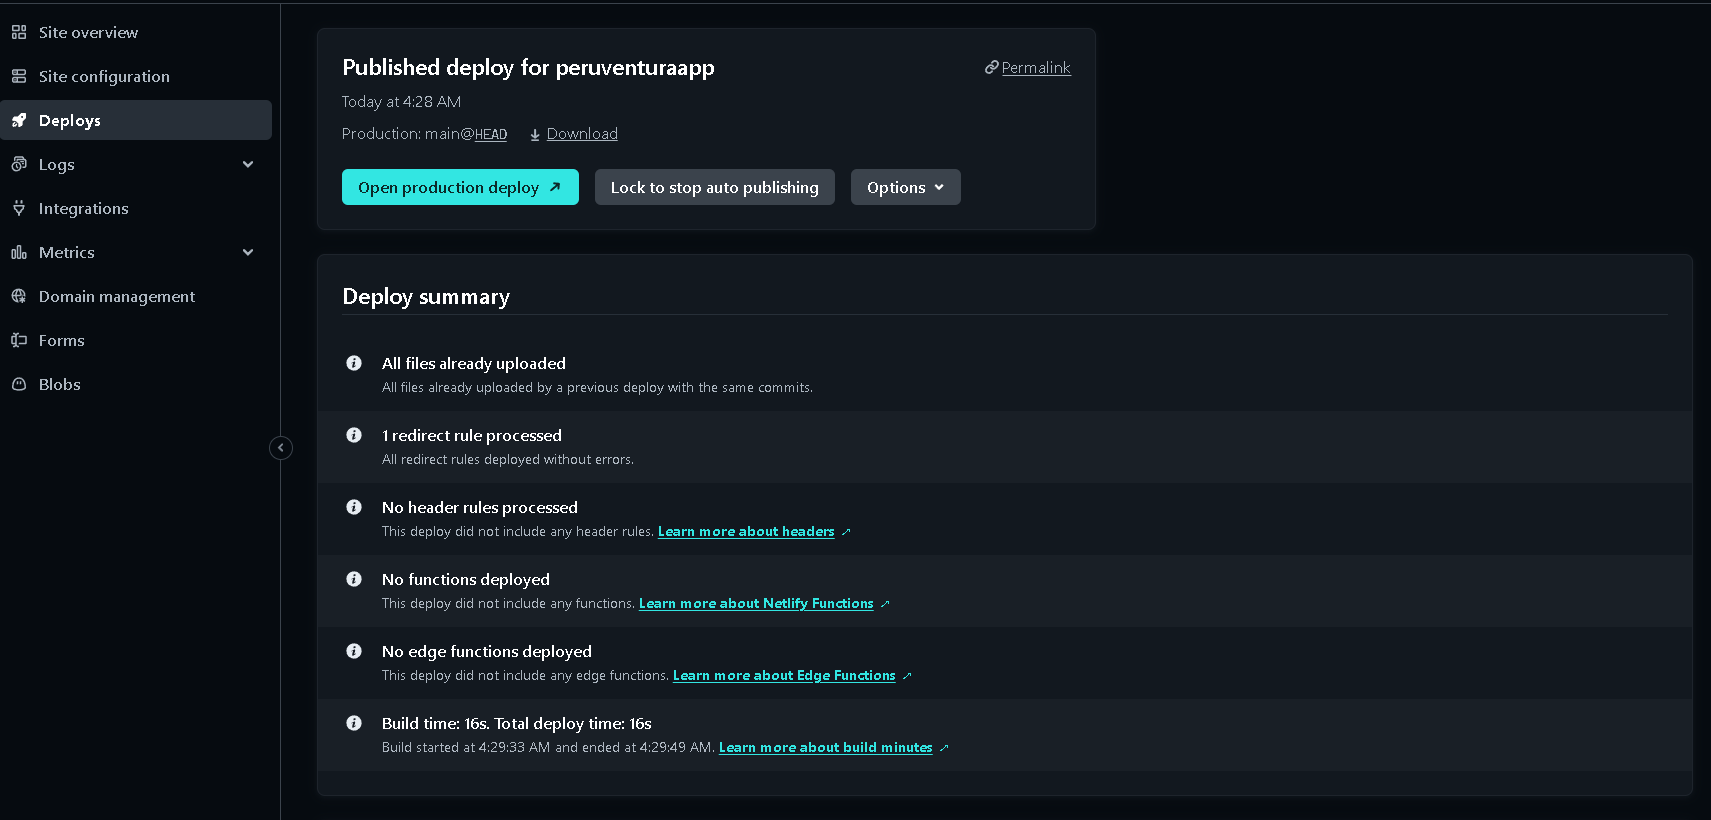 Site overview
Site configuration
Deploys
Logs
Integrations
Metrics
Domain management
Forms
Blobs
Published deploy for peruventuraapp
Permalink
Today at 4:28 AM
Production: main@HEAD Download
Open production deploy Lock to stop auto publishing Options
Deploy summary
All files already uploaded
All files already uploaded by a previous deploy with the same commits.
1 redirect rule processed
All redirect rules deployed without errors.
No header rules processed
This deploy did not include any header rules. Learn more about headers
No functions deployed
This deploy did not include any functions. Learn more about Netlify Functions
No edge functions deployed
This deploy did not include any edge functions. Learn more about Edge Functions
Build time: 16s. Total deploy time: 16s
Build started at 4:29:33 AM and ended at 4:29:49 AM. Learn more about build minutes